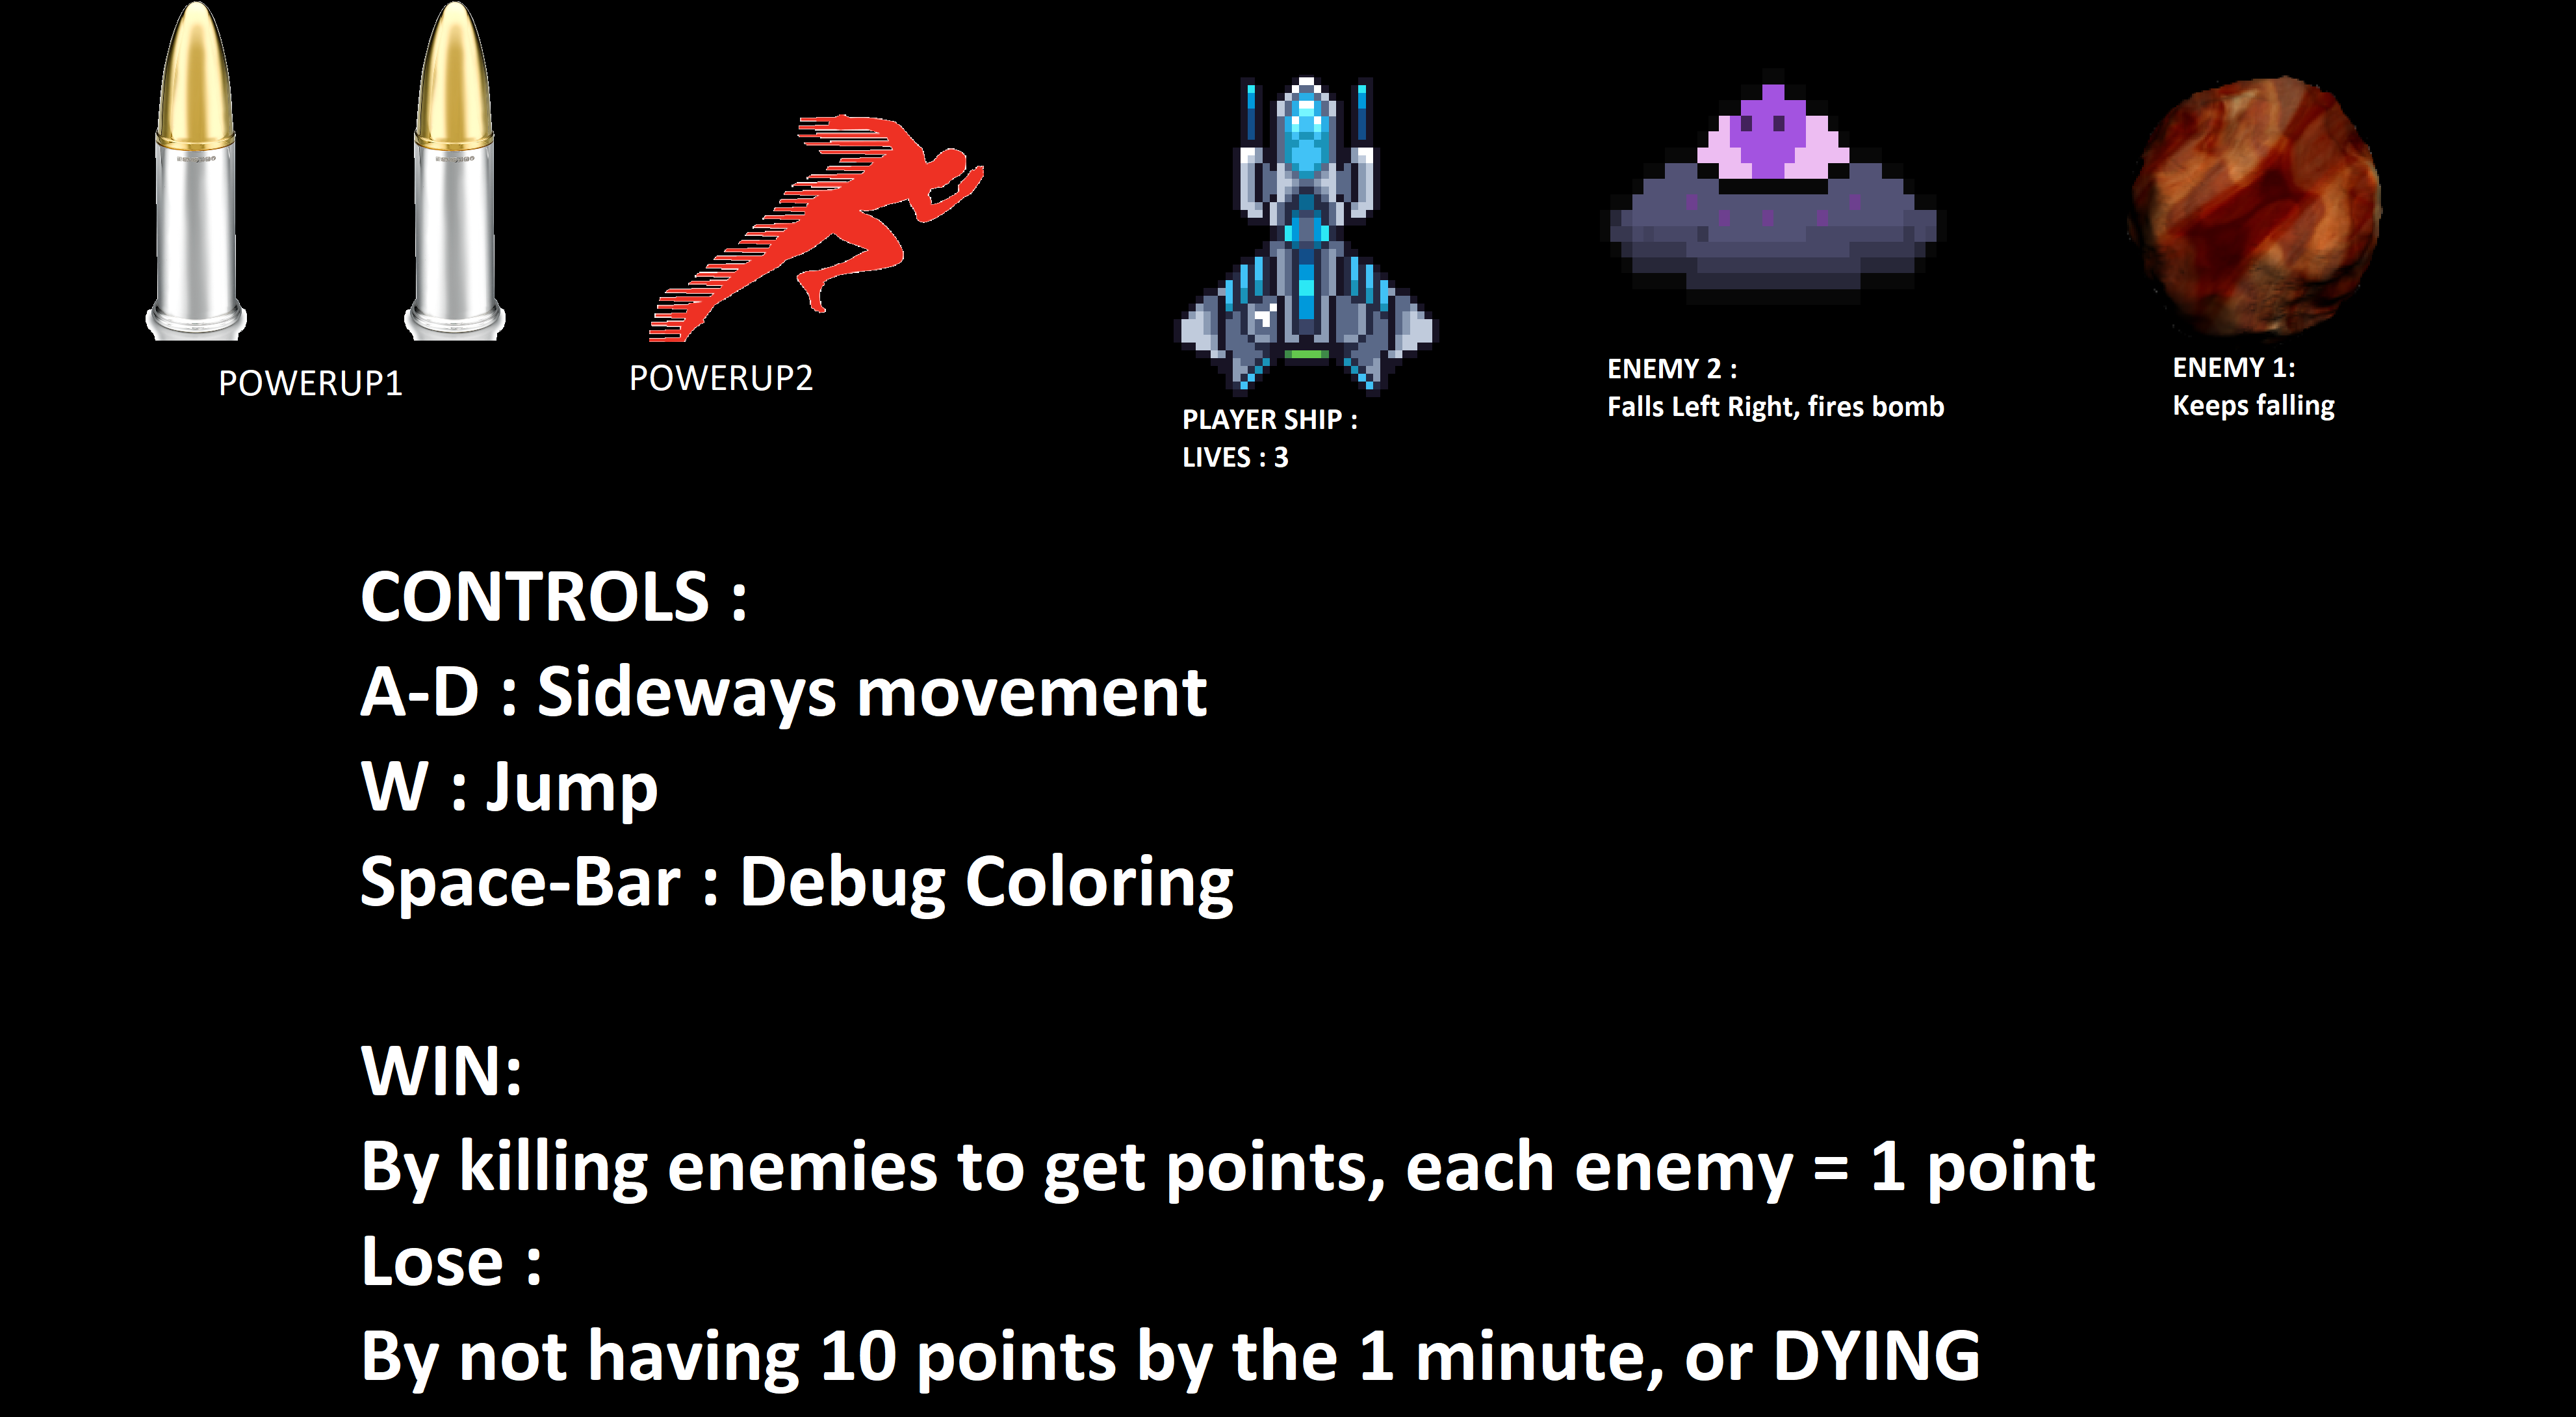 POWERUP1
POWERUP2
PLAYER SHIP :
LIVES : 3
ENEMY 2 :
Falls Left Right, fires bomb
ENEMY 1:
Keeps falling
CONTROLS :
A-D : Sideways movement
W : Jump
Space-Bar : Debug Coloring
WIN:
By killing enemies to get points, each enemy = 1 point
Lose :
By not having 10 points by the 1 minute, or DYING